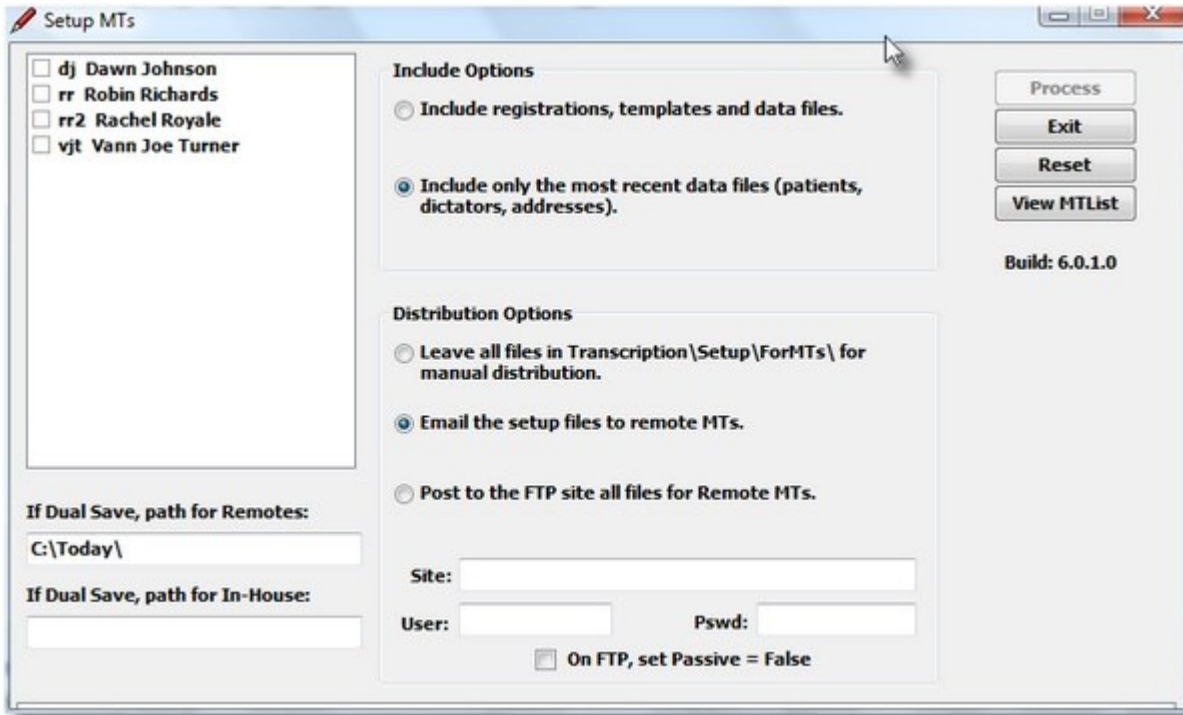 Setup MTs
dj Dawn Johnson
rr Robin Richards
rr2 Rachel Royale
vjt Vann Joe Turner
If Dual Save, path for Remotes:
C:\Today\
If Dual Save, path for In-House:
Include Options
Include registrations, templates and data files.
Include only the most recent data files (patients,
dictators, addresses).
Distribution Options
Leave all files in Transcription\Setup\ForMTs\ for
manual distribution.
Email the setup files to remote MTs.
Post to the FTP site all files for Remote MTs.
Site:
User: Pswd:
On FTP, set Passive = False
Process
Exit
Reset
View MTList
Build: 6.0.1.0